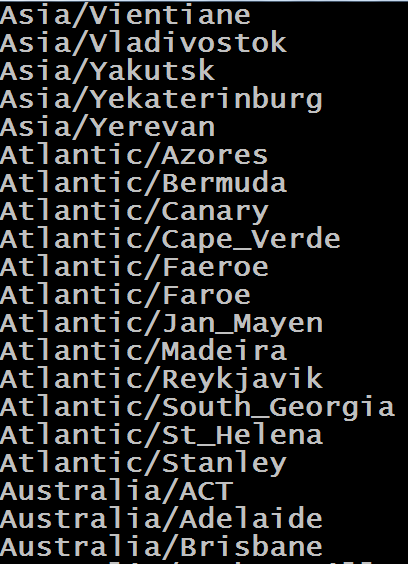 Asia/Vientiane
Asia/Vladivostok
Asia/Yakutsk
Asia/Yekaterinburg
Asia/Yerevan
Atlantic/Azores
Atlantic/Bermuda
Atlantic/Canary
Atlantic/Cape_Verde
Atlantic/Faeroe
Atlantic/Faroe
Atlantic/Jan_Mayen
Atlantic/Madeira
Atlantic/Reykjavik
Atlantic/South_Georgia
Atlantic/St_Helena
Atlantic/Stanley
Australia/ACT
Australia/Adelaide
Australia/Brisbane